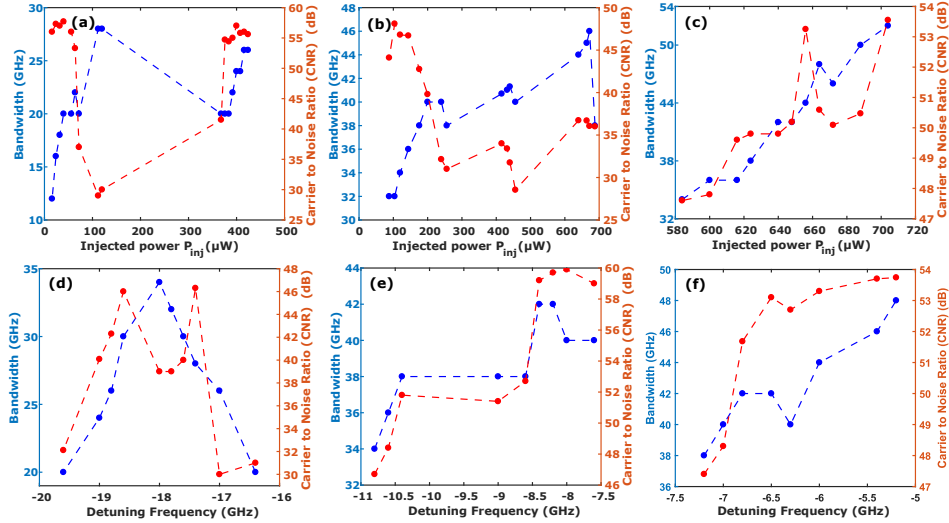 (a)
Bandwidth (GHz)
30
25
20
15
10
Carrier to Noise Ratio (CNR) (dB)
60
55
50
45
40
35
30
25
0 100 200 300 400 500
Injected power P_inj (μW)
(b)
Bandwidth (GHz)
48
46
44
42
40
38
36
34
32
30
Carrier to Noise Ratio (CNR) (dB)
50
45
40
35
30
25
0 100 200 300 400 500 600 700
Injected power P_inj (μW)
(c)
Bandwidth (GHz)
54
50
44
38
32
Carrier to Noise Ratio (CNR) (dB)
54
53
52
51
50
49
48
47
580 600 620 640 660 680 700 720
Injected power P_inj (μW)
(d)
Bandwidth (GHz)
35
30
25
20
Carrier to Noise Ratio (CNR) (dB)
48
46
44
42
40
38
36
34
32
30
-20 -19 -18 -17 -16
Detuning Frequency (GHz)
(e)
Bandwidth (GHz)
44
42
40
38
36
34
32
Carrier to Noise Ratio (CNR) (dB)
60
58
56
54
52
50
48
46
-11 -10.5 -10 -9.5 -9 -8.5 -8 -7.5
Detuning Frequency (GHz)
(f)
Bandwidth (GHz)
50
48
46
44
42
40
38
36
Carrier to Noise Ratio (CNR) (dB)
54
53
52
51
50
49
48
47
-7.5 -7 -6.5 -6 -5.5 -5
Detuning Frequency (GHz)